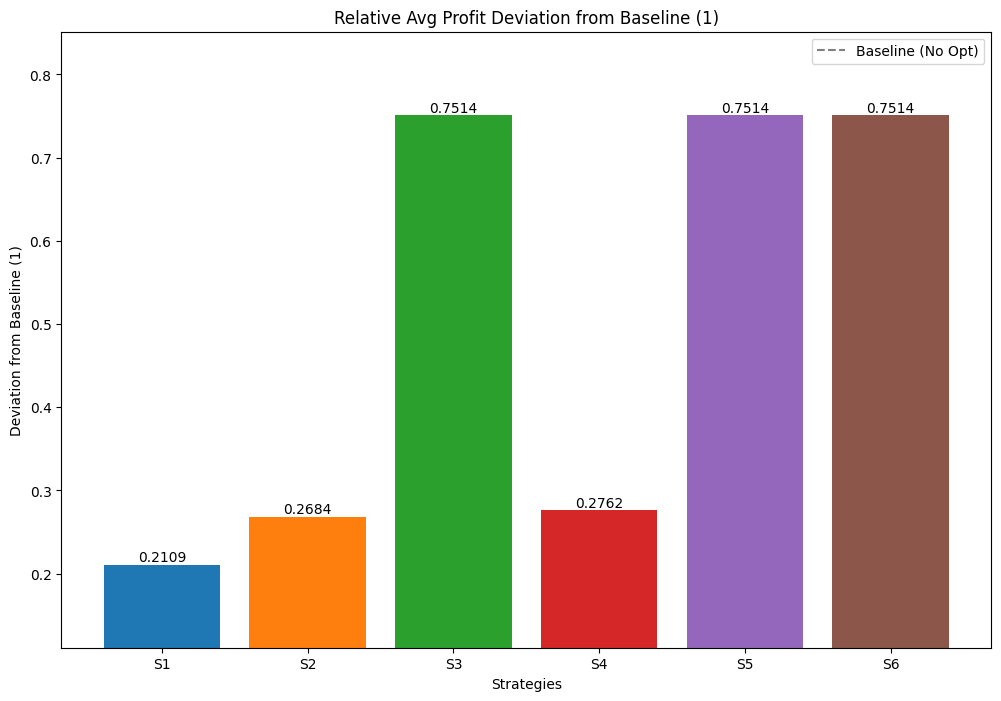 Relative Avg Profit Deviation from Baseline (1)
Baseline (No Opt)
Deviation from Baseline (1)
0.8
0.7
0.6
0.5
0.4
0.3
0.2
0.2109
0.2684
0.7514
0.2762
0.7514
0.7514
S1
S2
S3
S4
S5
S6
Strategies